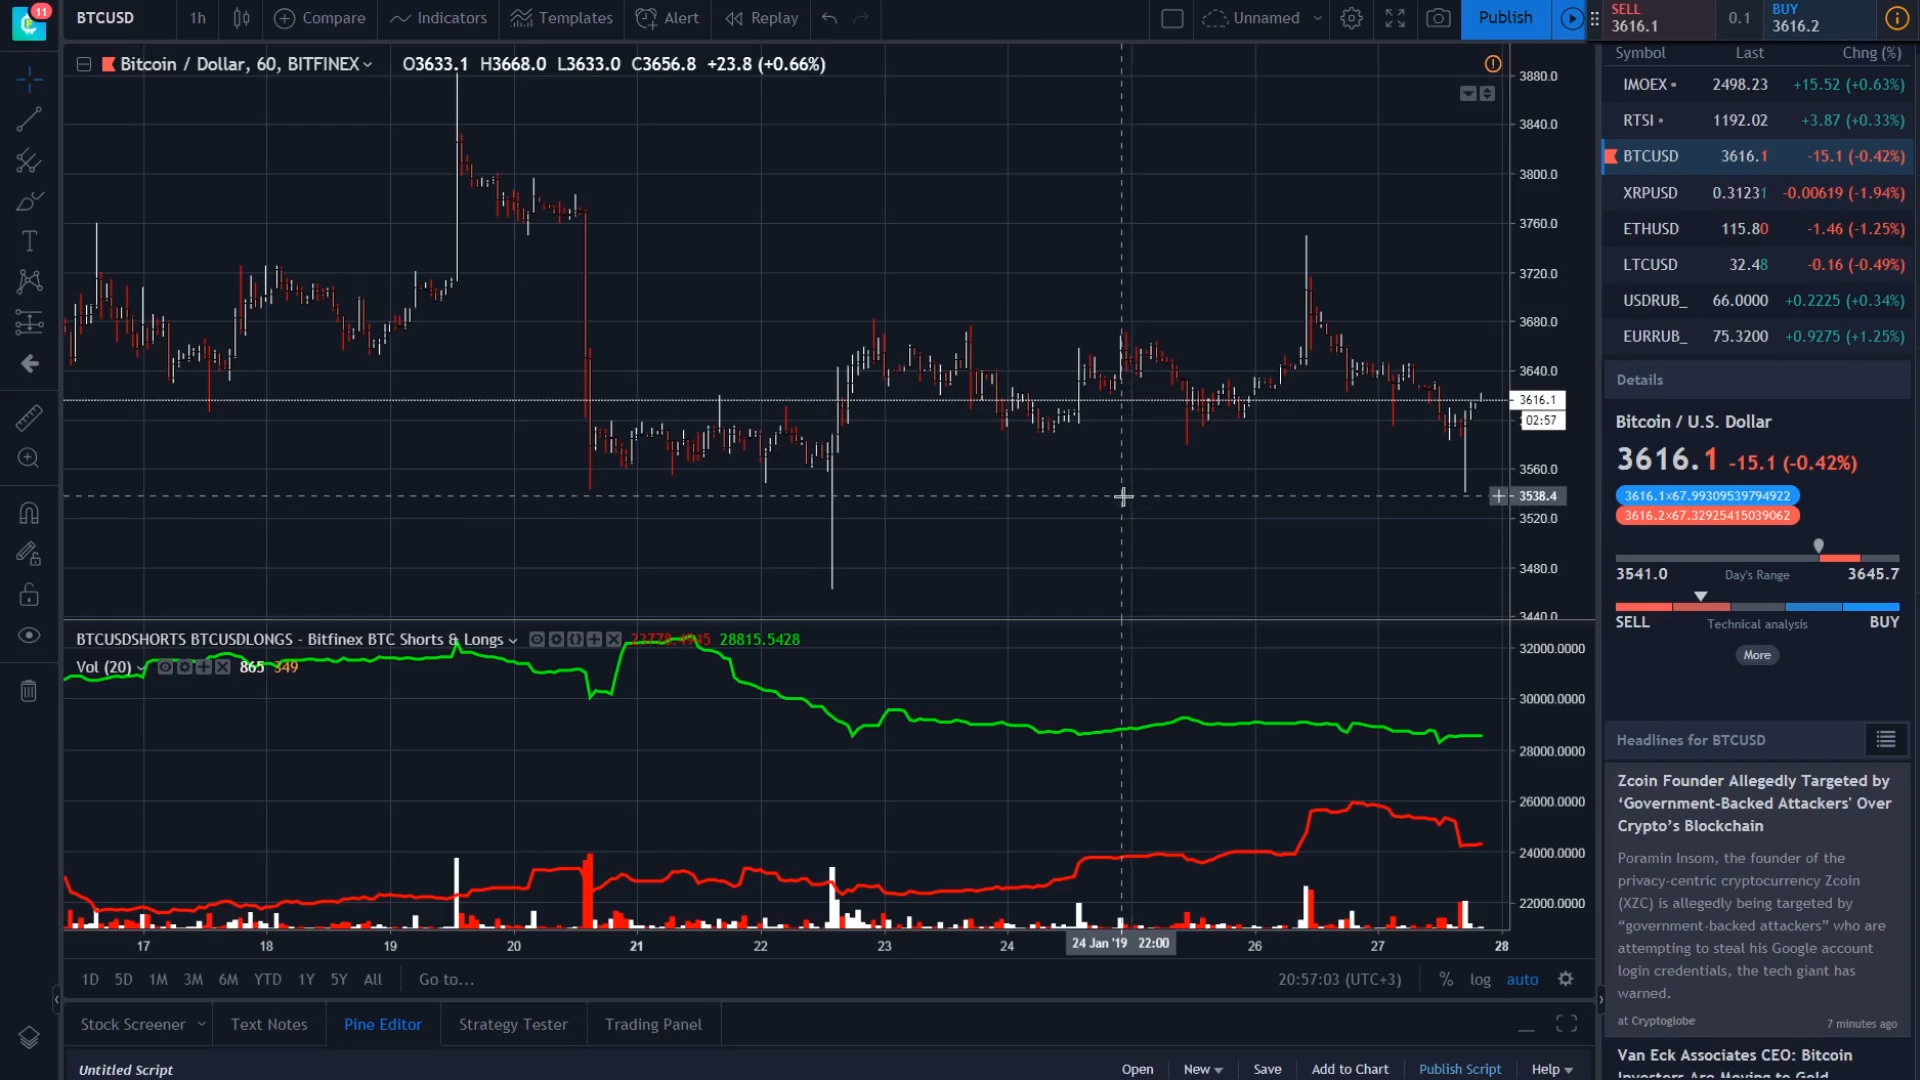 11
BTCUSD 1h Compare Indicators Templates Alert Replay Unnamed Publish
SELL 3616.1 0.1 BUY 3616.2
Bitcoin / Dollar, 60, BITFINEX O3633.1 H3668.0 L3633.0 C3656.8 +23.8 (+0.66%)
3880.0
3840.0
3800.0
3760.0
3720.0
3680.0
3640.0
3616.1
02:57
3560.0
3538.4
3520.0
3480.0
3440.0
BTCUSDSHORTS BTCUSDLONGS - Bitfinex BTC Shorts & Longs 28815.5428
Vol (20) 865 349
32000.0000
30000.0000
28000.0000
26000.0000
24000.0000
22000.0000
17 18 19 20 21 22 23 24 24 Jan '19 22:00 26 27 28
1D 5D 1M 3M 6M YTD 1Y 5Y All Go to... 20:57:03 (UTC+3) % log auto
Stock Screener Text Notes Pine Editor Strategy Tester Trading Panel
Untitled Script Open New Save Add to Chart Publish Script Help
Symbol Last Chng (%)
IMOEX 2498.23 +15.52 (+0.63%)
RTSI 1192.02 +3.87 (+0.33%)
BTCUSD 3616.1 -15.1 (-0.42%)
XRPUSD 0.31231 -0.00619 (-1.94%)
ETHUSD 115.80 -1.46 (-1.25%)
LTCUSD 32.48 -0.16 (-0.49%)
USDRUB_ 66.0000 +0.2225 (+0.34%)
EURRUB_ 75.3200 +0.9275 (+1.25%)
Details
Bitcoin / U.S. Dollar
3616.1 -15.1 (-0.42%)
3616.1×67.99309539794922
3616.2×67.32925415039062
3541.0 Day's Range 3645.7
SELL Technical analysis BUY
More
Headlines for BTCUSD
Zcoin Founder Allegedly Targeted by
‘Government-Backed Attackers’ Over
Crypto’s Blockchain
Poramin Insom, the founder of the
privacy-centric cryptocurrency Zcoin
(XZC) is allegedly being targeted by
“government-backed attackers” who are
attempting to steal his Google account
login credentials, the tech giant has
warned.
at Cryptoglobe 7 minutes ago
Van Eck Associates CEO: Bitcoin
Investors Are Moving to Gold